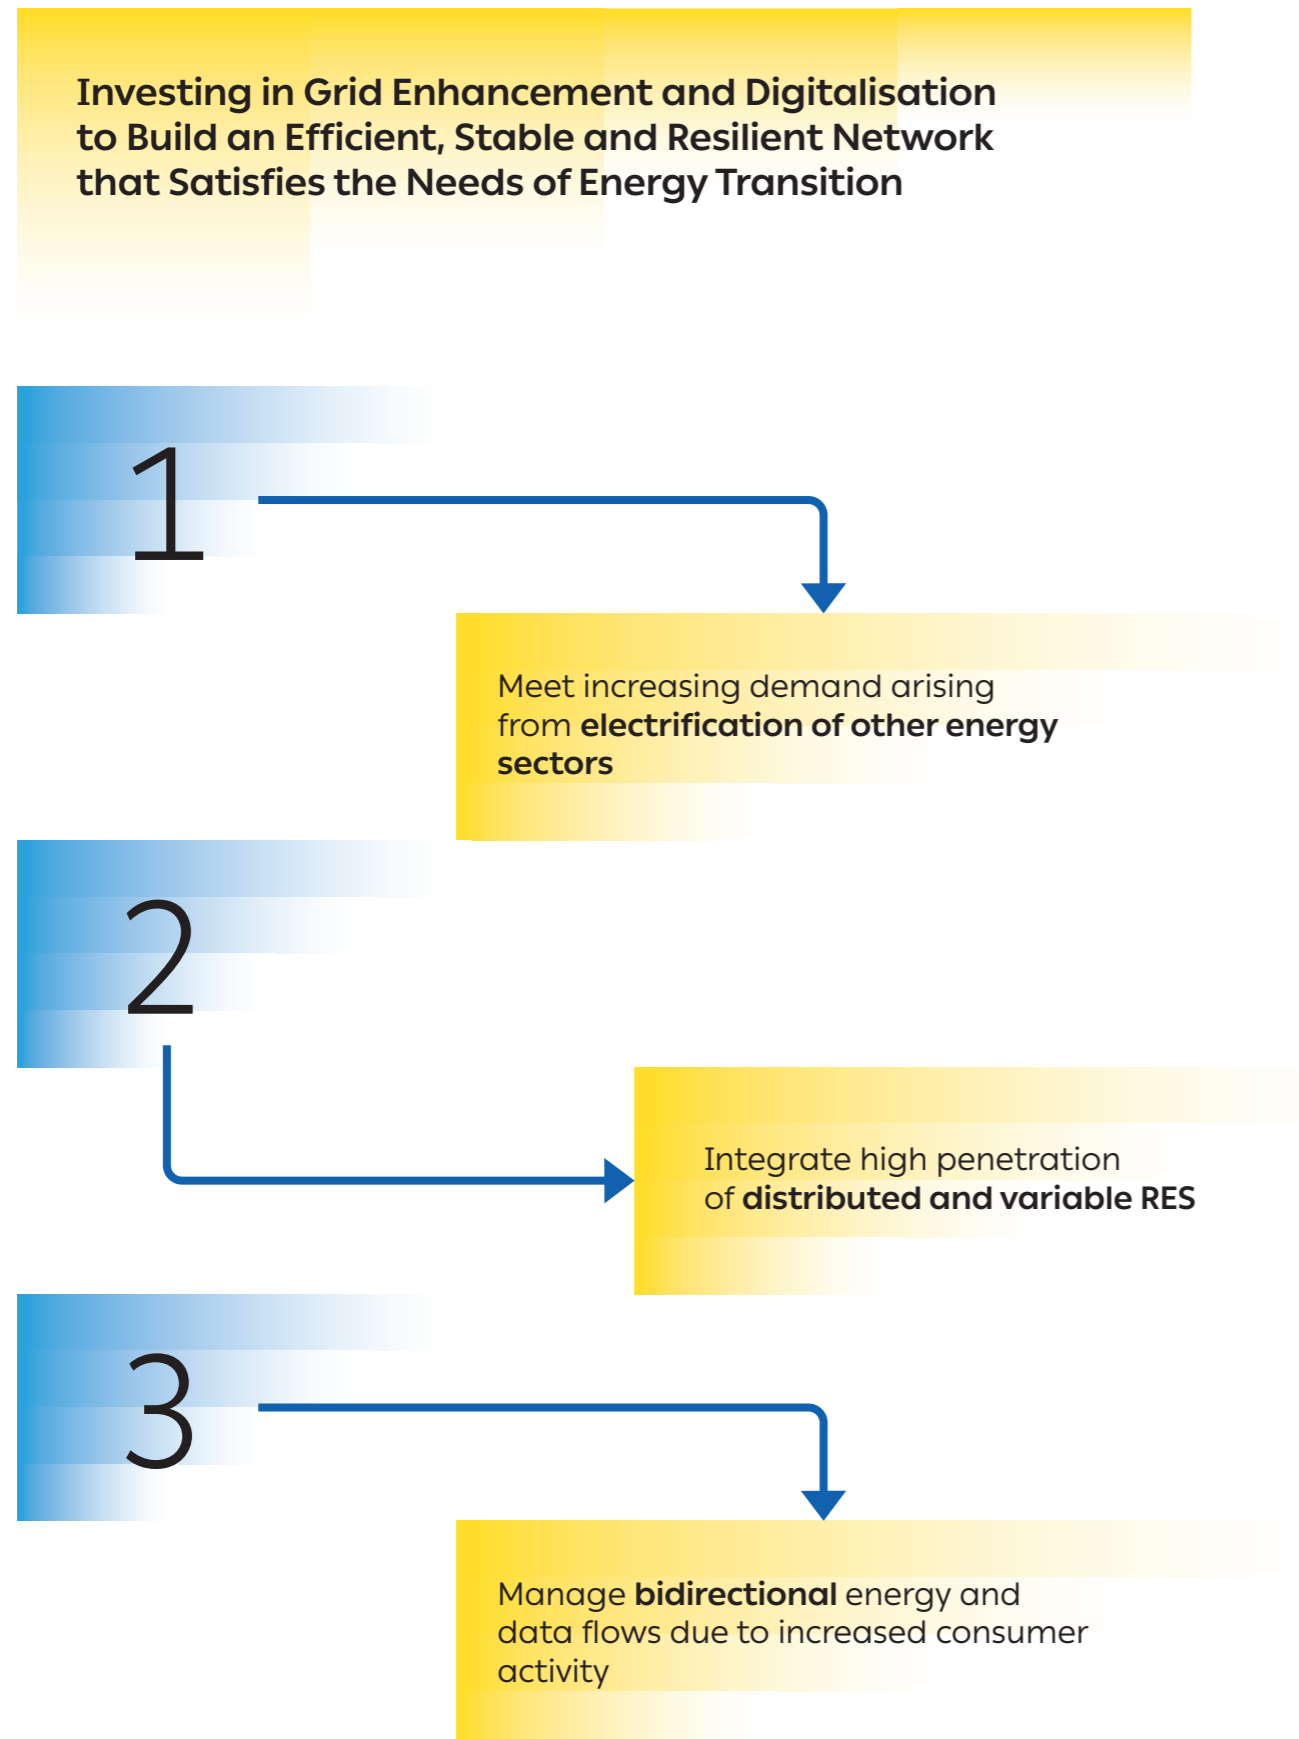 Investing in Grid Enhancement and Digitalisation
to Build an Efficient, Stable and Resilient Network
that Satisfies the Needs of Energy Transition
1
Meet increasing demand arising
from electrification of other energy
sectors
2
Integrate high penetration
of distributed and variable RES
3
Manage bidirectional energy and
data flows due to increased consumer
activity